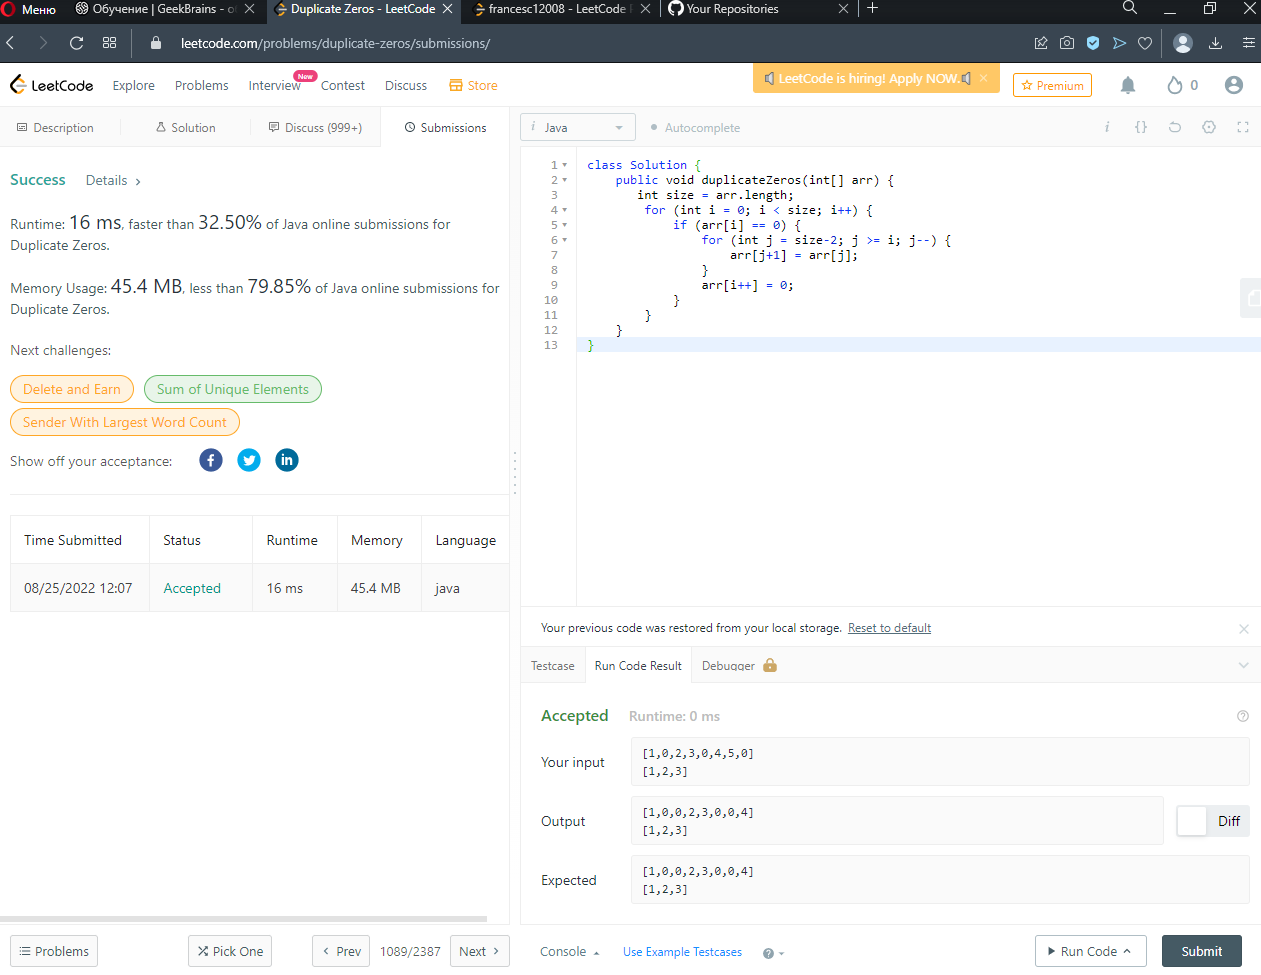 Меню
Обучение | GeekBrains - о
Duplicate Zeros - LeetCode
francesc12008 - LeetCode
Your Repositories
leetcode.com/problems/duplicate-zeros/submissions/
LeetCode
Explore
Problems
Interview
New
Contest
Discuss
Store
LeetCode is hiring! Apply NOW.
Premium
0
Description
Solution
Discuss (999+)
Submissions
i Java
Autocomplete
Success
Details
Runtime: 16 ms, faster than 32.50% of Java online submissions for
Duplicate Zeros.
Memory Usage: 45.4 MB, less than 79.85% of Java online submissions for
Duplicate Zeros.
Next challenges:
Delete and Earn
Sum of Unique Elements
Sender With Largest Word Count
Show off your acceptance:
Time Submitted Status Runtime Memory Language
08/25/2022 12:07 Accepted 16 ms 45.4 MB java
1 class Solution {
2 public void duplicateZeros(int[] arr) {
3 int size = arr.length;
4 for (int i = 0; i < size; i++) {
5 if (arr[i] == 0) {
6 for (int j = size-2; j >= i; j--) {
7 arr[j+1] = arr[j];
8 }
9 arr[i++] = 0;
10 }
11 }
12 }
13 }
Your previous code was restored from your local storage. Reset to default
Testcase
Run Code Result
Debugger
Accepted
Runtime: 0 ms
Your input
[1,0,2,3,0,4,5,0]
[1,2,3]
Output
[1,0,0,2,3,0,0,4]
[1,2,3]
Diff
Expected
[1,0,0,2,3,0,0,4]
[1,2,3]
Problems
Pick One
Prev
1089/2387
Next
Console
Use Example Testcases
Run Code
Submit